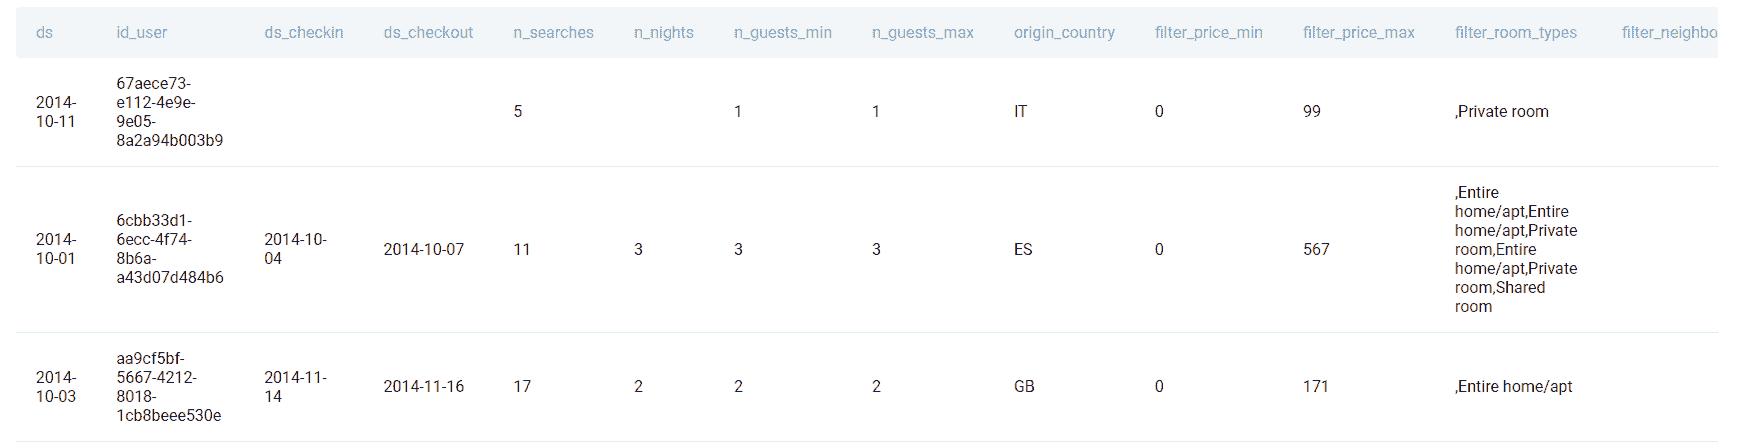 ds id_user ds_checkin ds_checkout n_searches n_nights n_guests_min n_guests_max origin_country filter_price_min filter_price_max filter_room_types filter_neighbo
2014-
10-11
67aece73-
e112-4e9e-
9e05-
8a2a94b003b9
5 1 1 IT 0 99 ,Private room
2014-
10-01
6cbb33d1-
6ecc-4f74-
8b6a-
a43d07d484b6
2014-10-
04
2014-10-07 11 3 3 3 ES 0 567
,Entire
home/apt,Entire
home/apt,Private
room,Entire
home/apt,Private
room,Shared
room
2014-
10-03
aa9cf5bf-
5667-4212-
8018-
1cb8beee530e
2014-11-
14
2014-11-16 17 2 2 2 GB 0 171 ,Entire home/apt